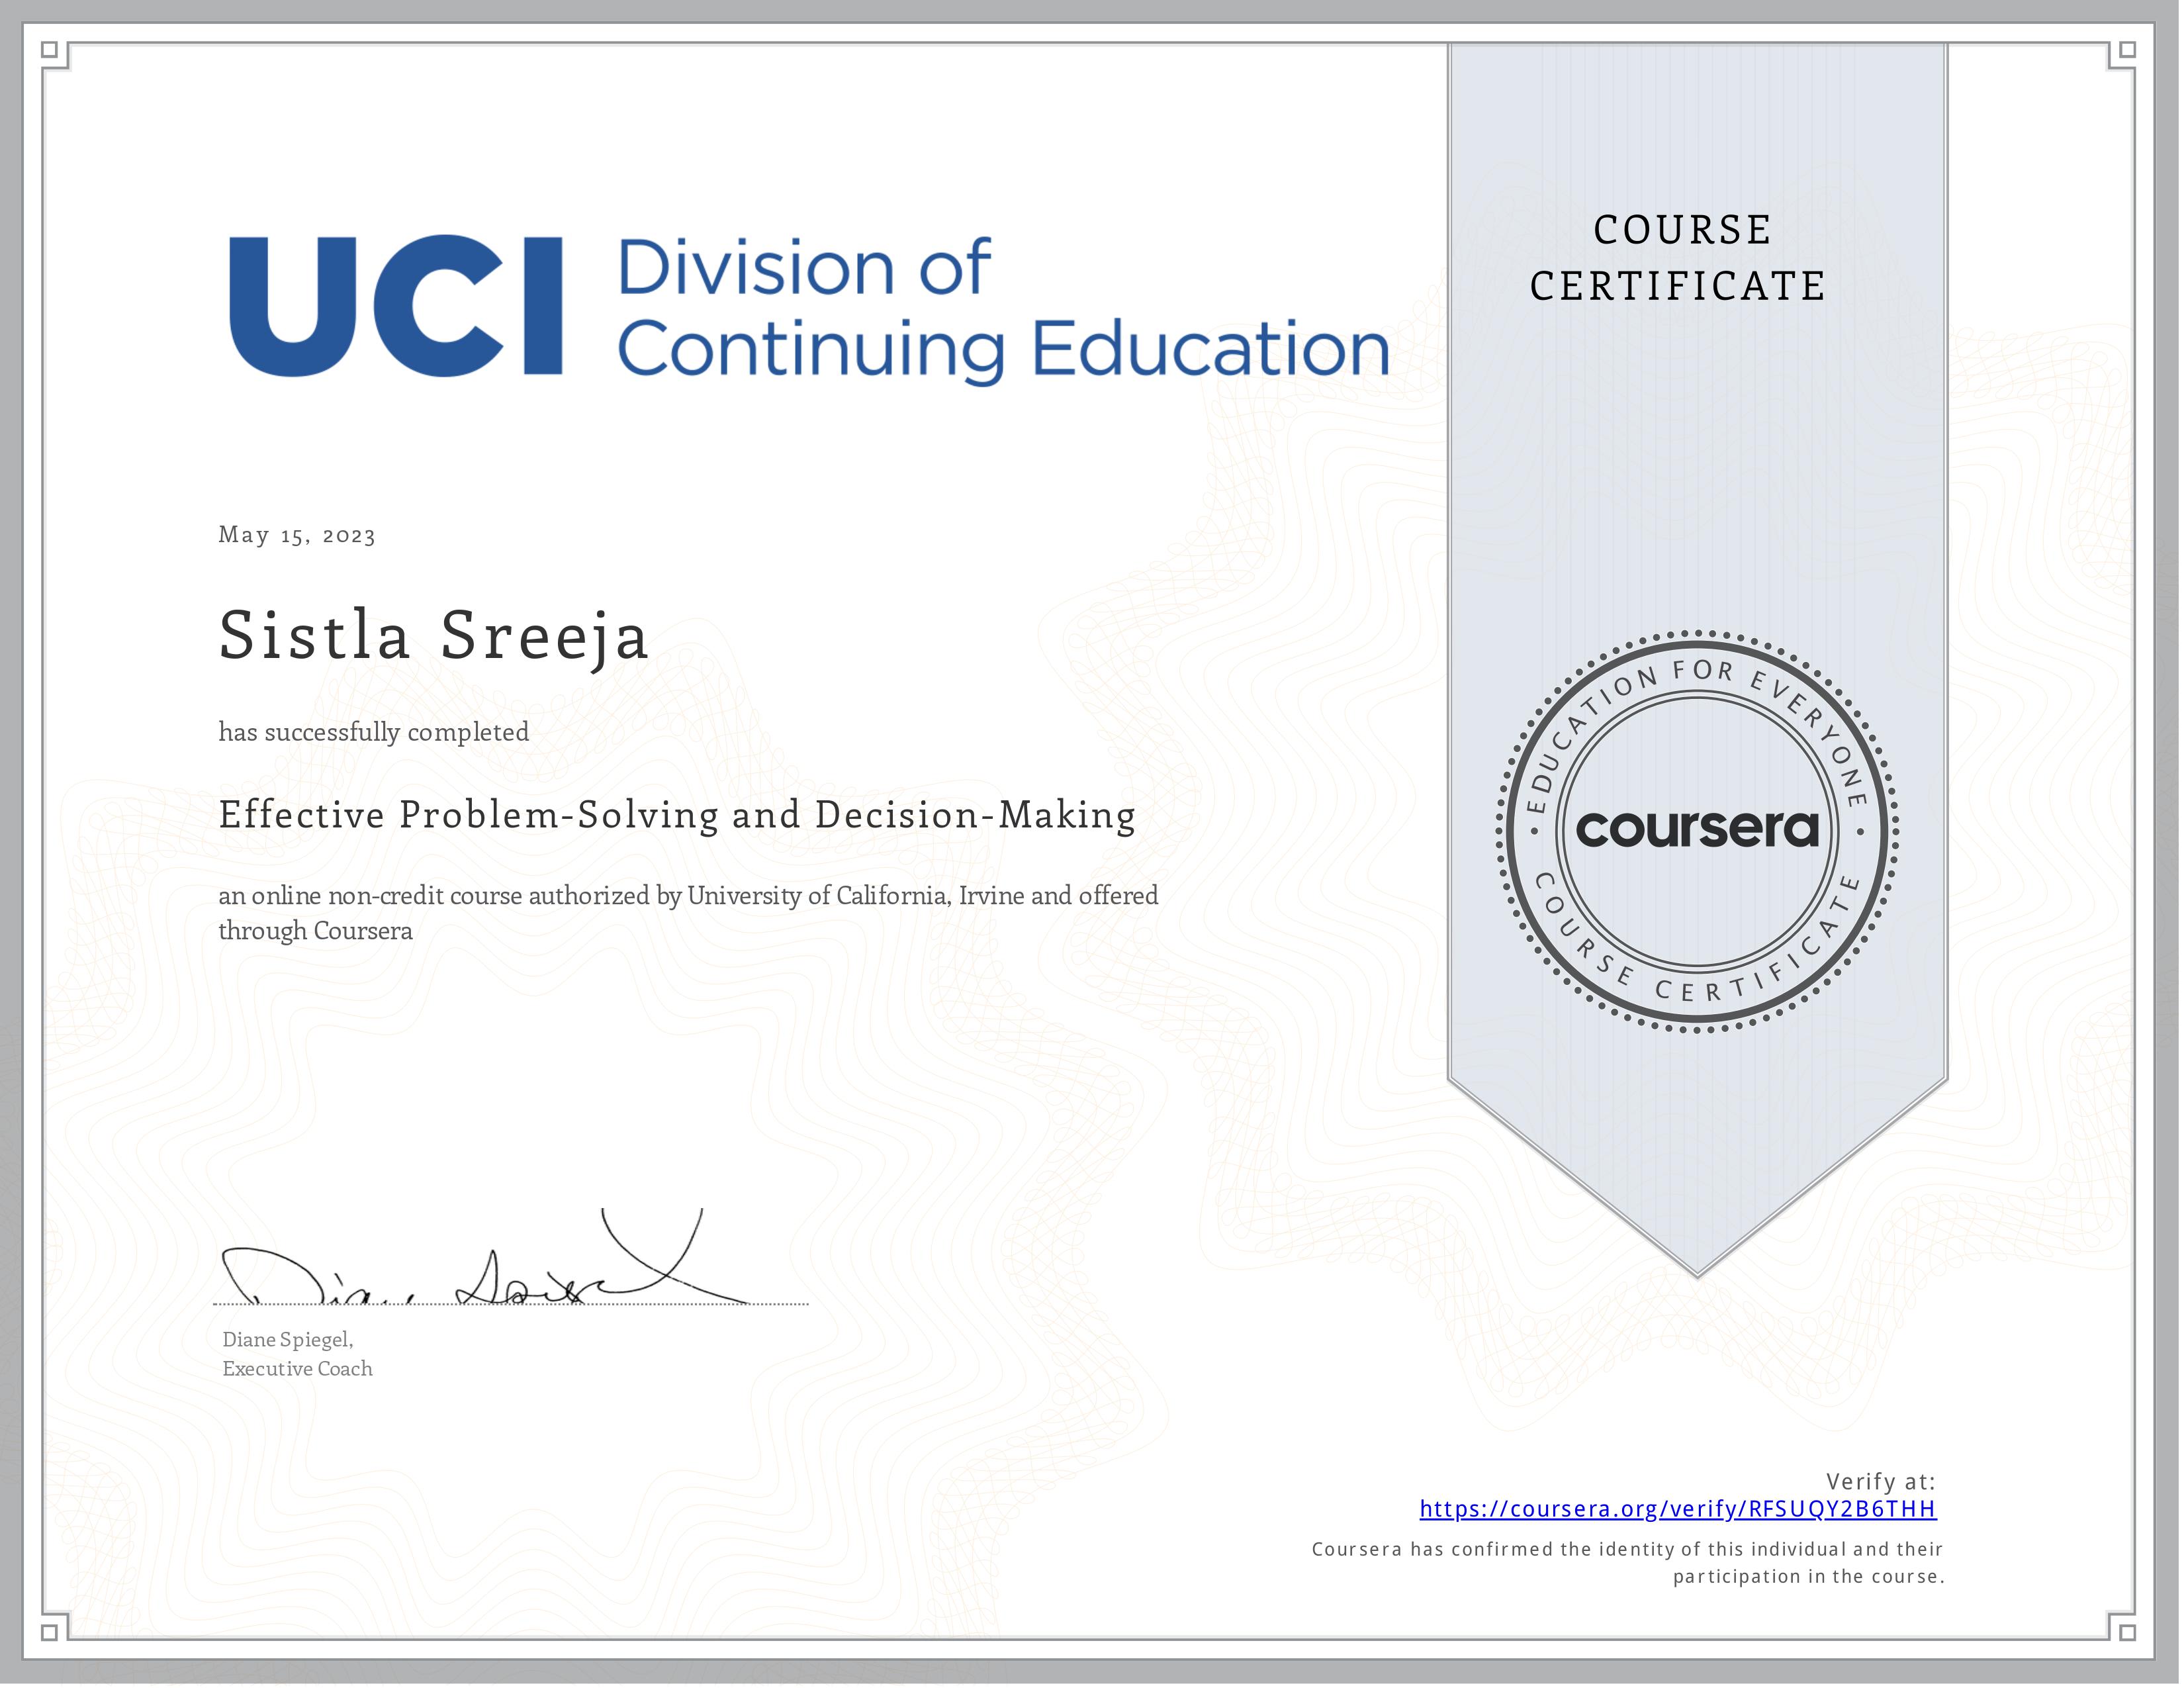 UCI Division of
Continuing Education
COURSE
CERTIFICATE
May 15, 2023
Sistla Sreeja
has successfully completed
Effective Problem-Solving and Decision-Making
an online non-credit course authorized by University of California, Irvine and offered
through Coursera
EDUCATION FOR EVERYONE
coursera
COURSE CERTIFICATE
Diane Spiegel,
Executive Coach
Verify at:
https://coursera.org/verify/RFSUQY2B6THH
Coursera has confirmed the identity of this individual and their
participation in the course.